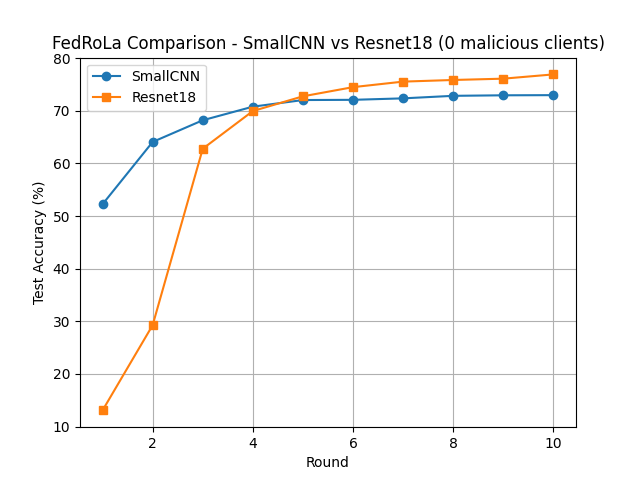 FedRoLa Comparison - SmallCNN vs Resnet18 (0 malicious clients)
SmallCNN
Resnet18
Test Accuracy (%)
80
70
60
50
40
30
20
10
2 4 6 8 10
Round